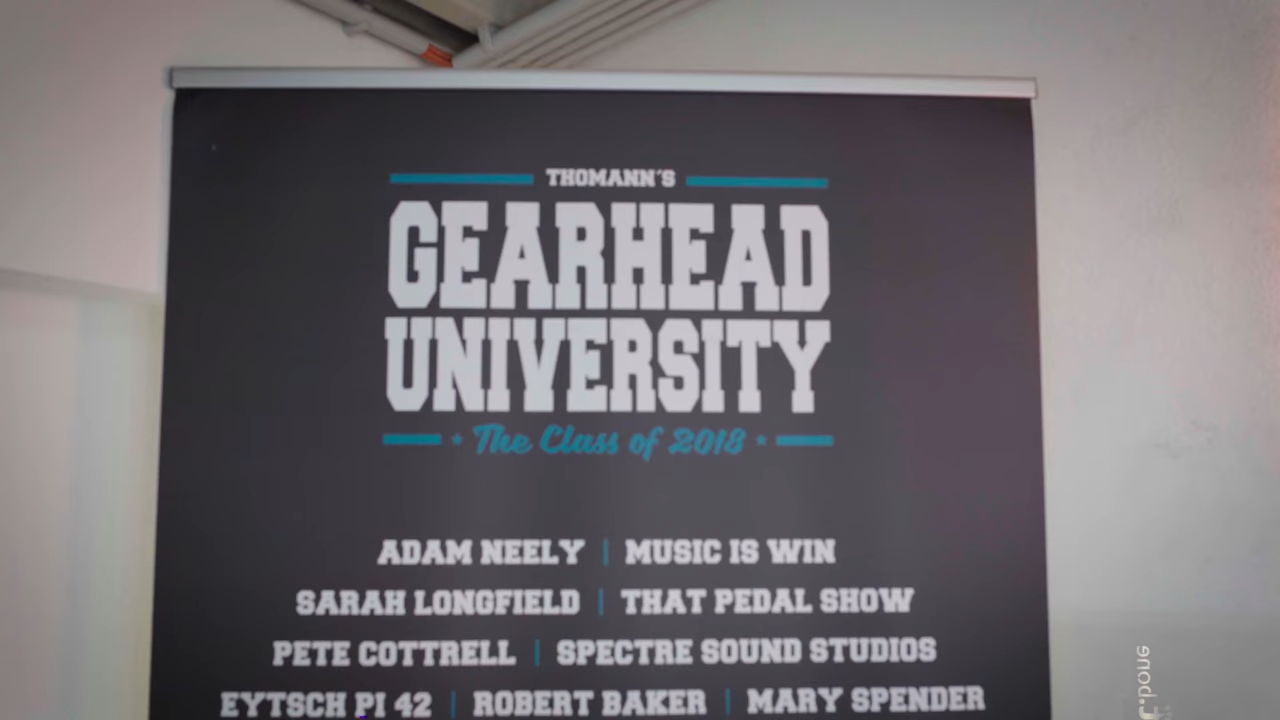 THOMANN'S
GEARHEAD
UNIVERSITY
The Class of 2018
ADAM NEELY | MUSIC IS WIN
SARAH LONGFIELD | THAT PEDAL SHOW
PETE COTTRELL | SPECTRE SOUND STUDIOS
EYTSCH PI 42 | ROBERT BAKER | MARY SPENDER